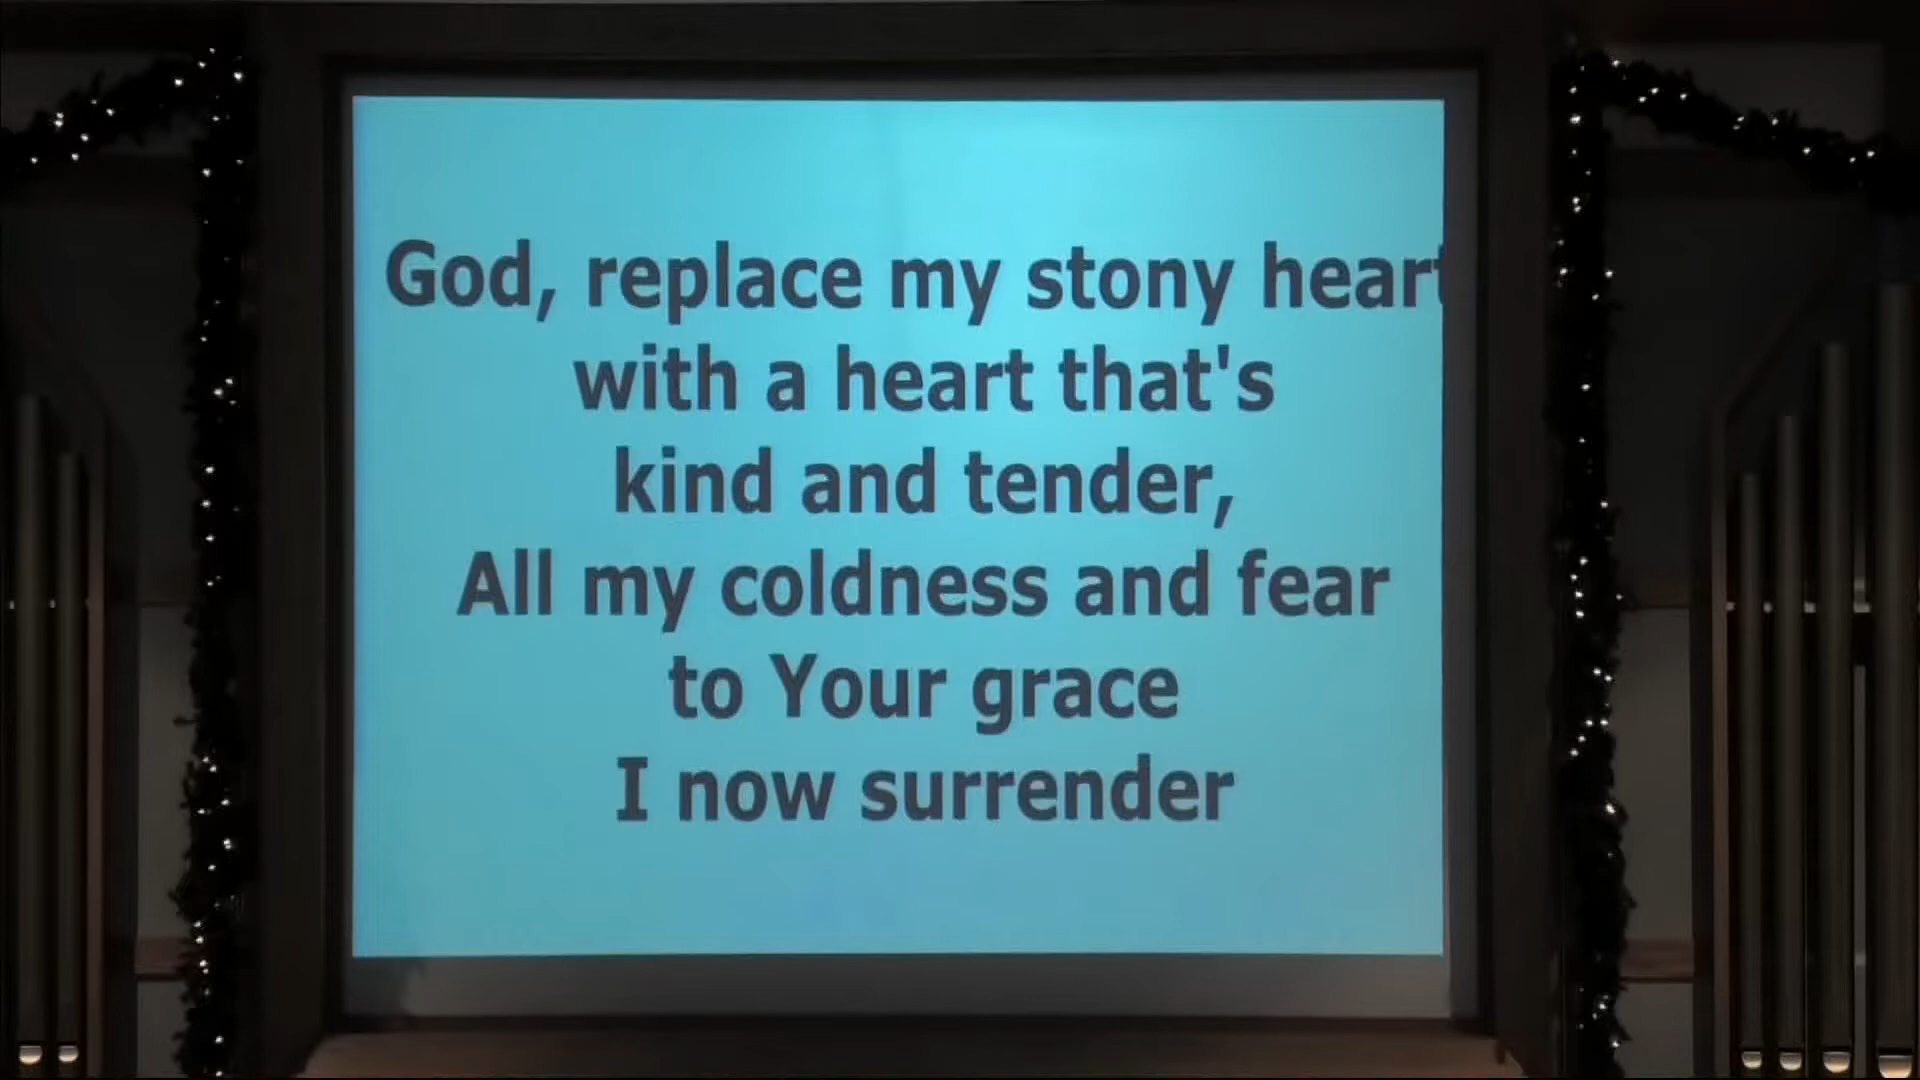 God, replace my stony heart
with a heart that's
kind and tender,
All my coldness and fear
to Your grace
I now surrender